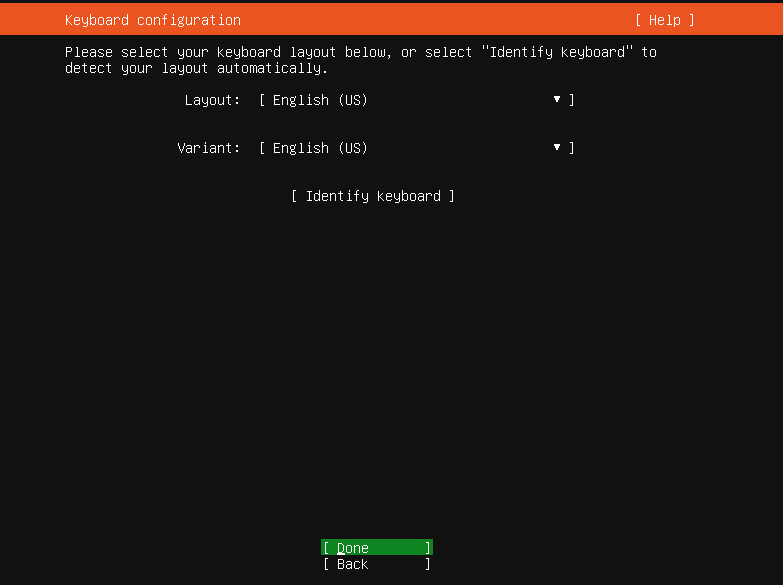 Keyboard configuration [ Help ]
Please select your keyboard layout below, or select "Identify keyboard" to
detect your layout automatically.
Layout: [ English (US) ▼ ]
Variant: [ English (US) ▼ ]
[ Identify keyboard ]
[ Done ]
[ Back ]